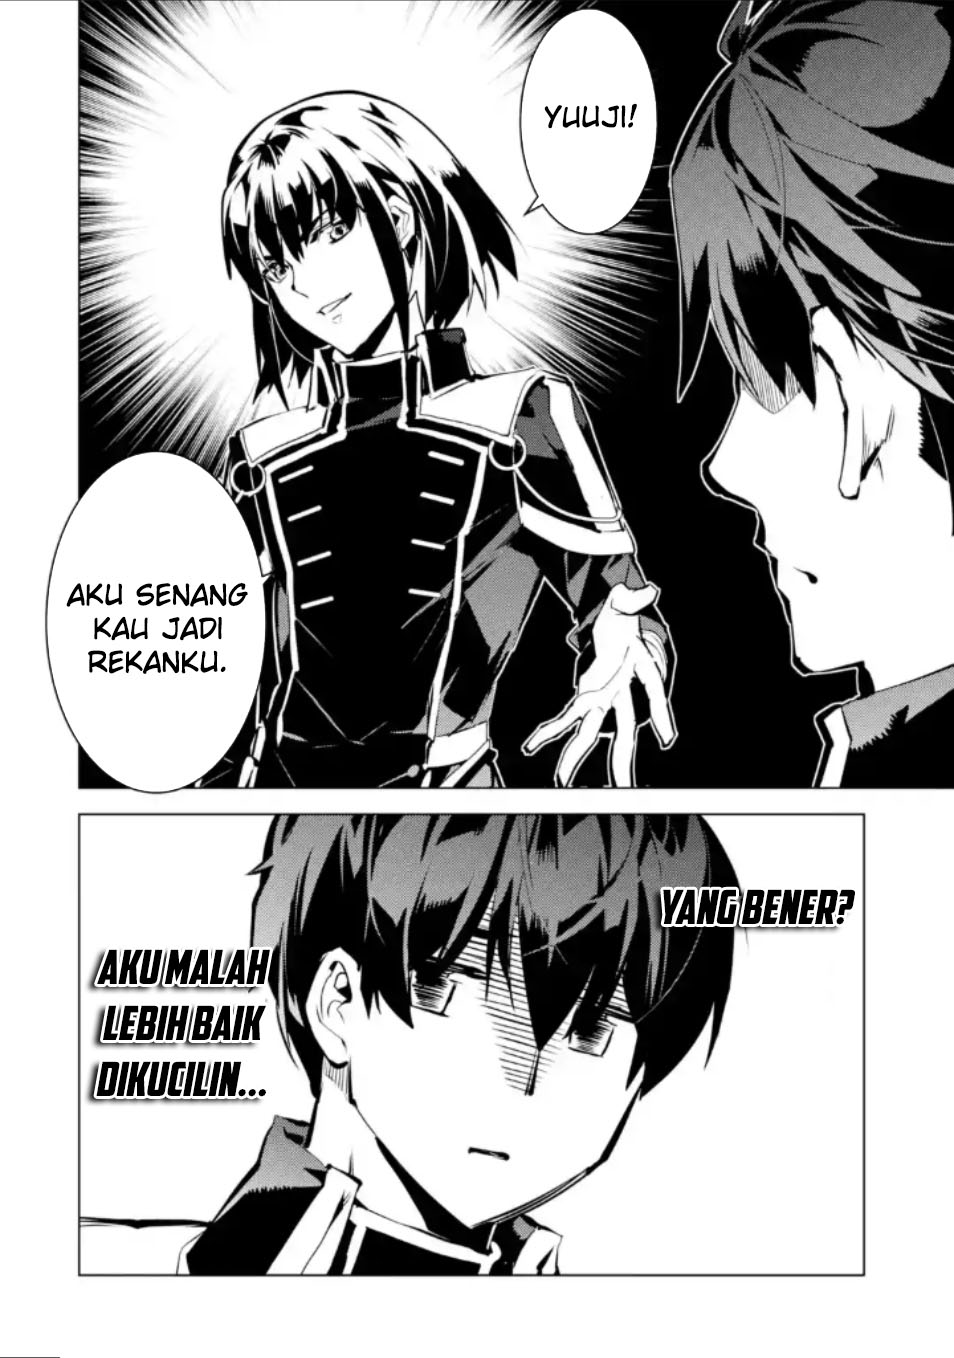 YUUJI!
AKU SENANG
KAU JADI
REKANKU.
YANG BENER?
AKU MALAH
LEBIH BAIK
DIKUCILIN...